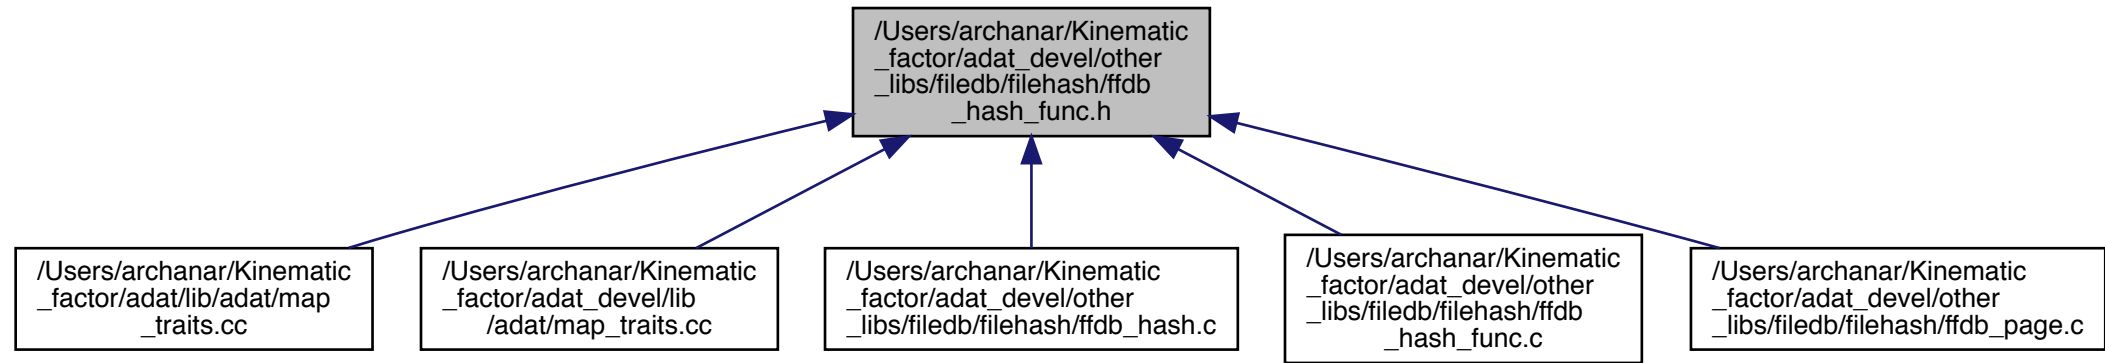 /Users/archanar/Kinematic
_factor/adat_devel/other
_libs/filedb/filehash/ffdb
_hash_func.h
/Users/archanar/Kinematic
_factor/adat/lib/adat/map
_traits.cc
/Users/archanar/Kinematic
_factor/adat_devel/lib
/adat/map_traits.cc
/Users/archanar/Kinematic
_factor/adat_devel/other
_libs/filedb/filehash/ffdb_hash.c
/Users/archanar/Kinematic
_factor/adat_devel/other
_libs/filedb/filehash/ffdb
_hash_func.c
/Users/archanar/Kinematic
_factor/adat_devel/other
_libs/filedb/filehash/ffdb_page.c